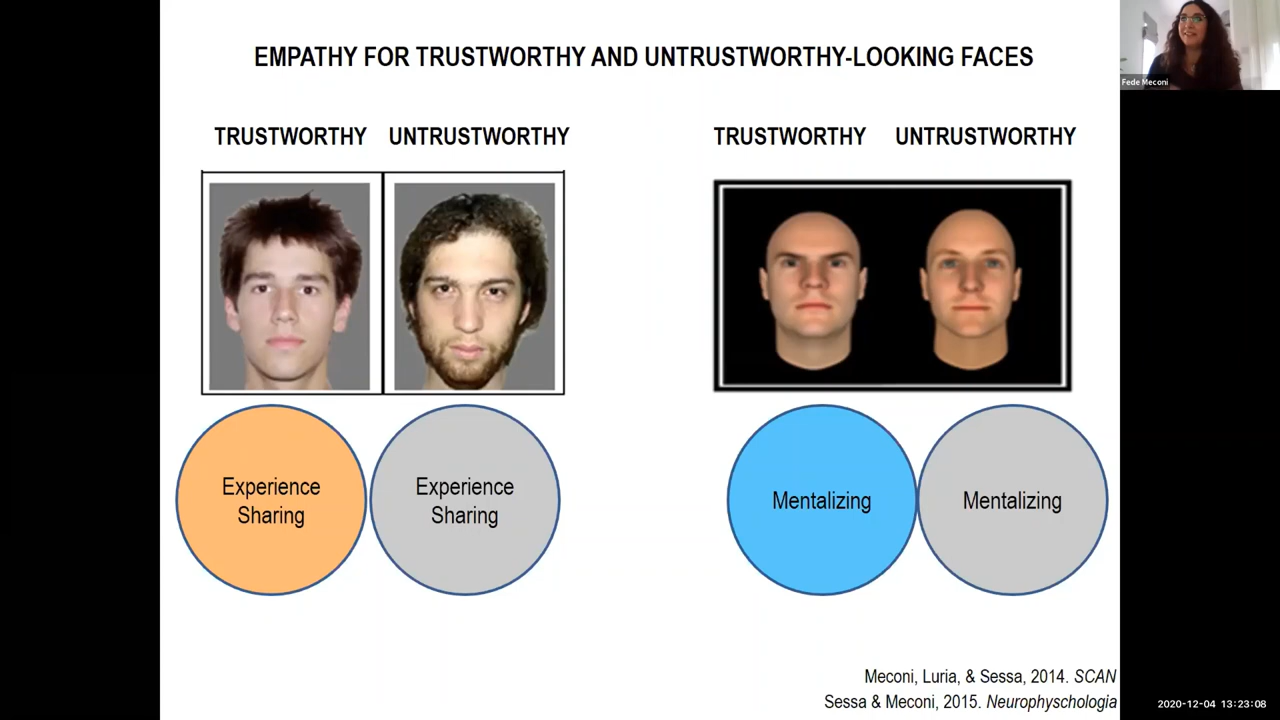 Fede Meconi
EMPATHY FOR TRUSTWORTHY AND UNTRUSTWORTHY-LOOKING FACES
TRUSTWORTHY UNTRUSTWORTHY
TRUSTWORTHY UNTRUSTWORTHY
Experience
Sharing
Experience
Sharing
Mentalizing
Mentalizing
Meconi, Luria, & Sessa, 2014. SCAN
Sessa & Meconi, 2015. Neurophyschologia
2020-12-04 13:23:08